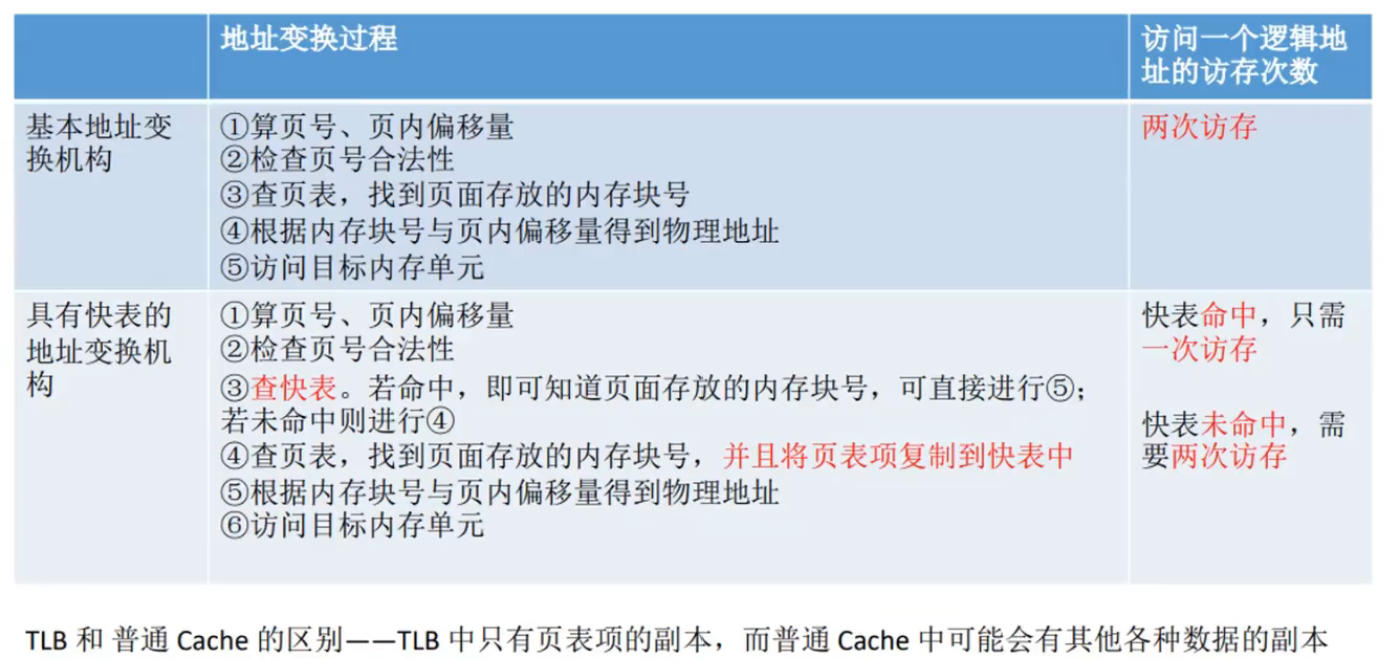 地址变换过程
访问一个逻辑地
址的访存次数
基本地址变
换机构
①算页号、页内偏移量
②检查页号合法性
③查页表，找到页面存放的内存块号
④根据内存块号与页内偏移量得到物理地址
⑤访问目标内存单元
两次访存
具有快表的
地址变换机
构
①算页号、页内偏移量
②检查页号合法性
③查快表。若命中，即可知道页面存放的内存块号，可直接进行⑤；
若未命中则进行④
④查页表，找到页面存放的内存块号，并且将页表项复制到快表中
⑤根据内存块号与页内偏移量得到物理地址
⑥访问目标内存单元
快表命中，只需
一次访存
快表未命中，需
要两次访存
TLB 和 普通 Cache 的区别——TLB 中只有页表项的副本，而普通 Cache 中可能会有其他各种数据的副本